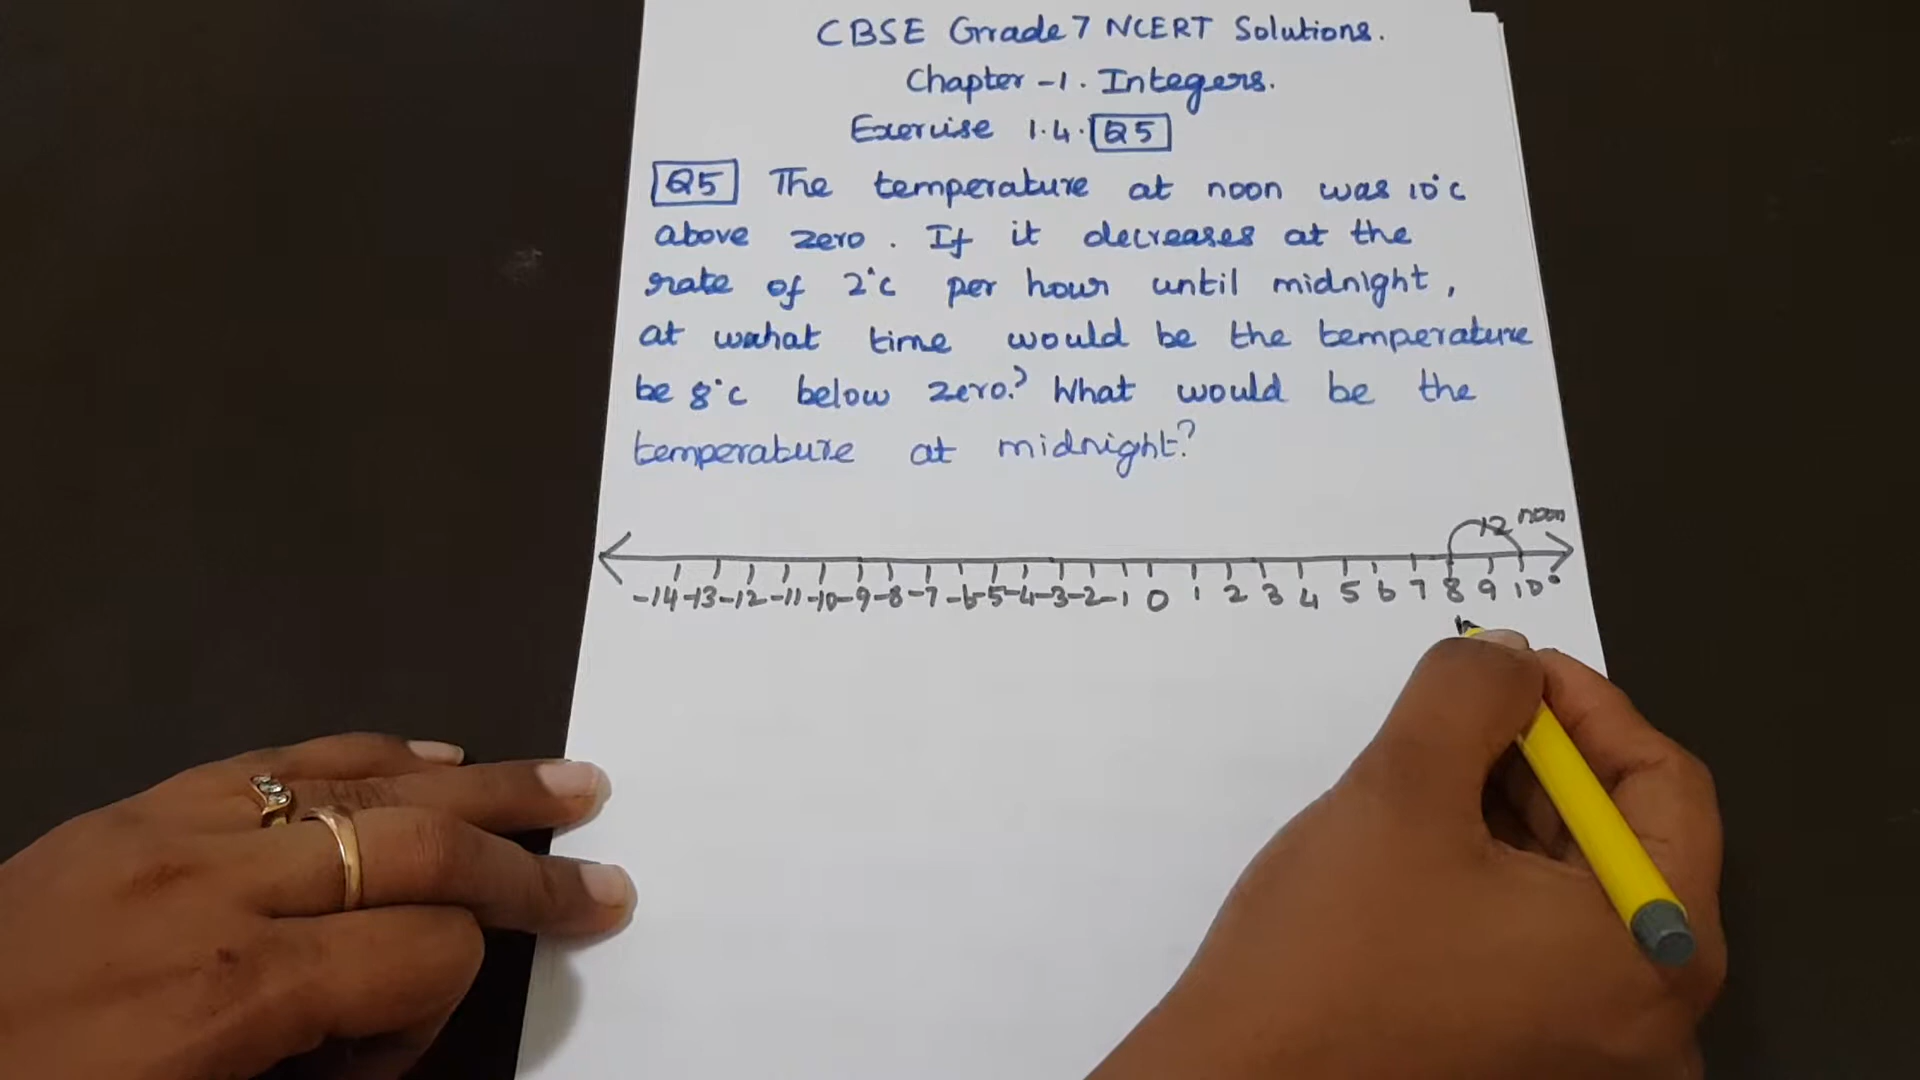 CBSE Grade 7 NCERT Solutions.
Chapter -1. Integers.
Exercise 1.4. Q5
Q5 The temperature at noon was 10°c
above zero. If it decreases at the
rate of 2°c per hour until midnight,
at wahat time would be the temperature
be 8°c below zero? What would be the
temperature at midnight?
12 noon
-14 -13 -12 -11 -10 -9 -8 -7 -6 -5 -4 -3 -2 -1 0 1 2 3 4 5 6 7 8 9 10°